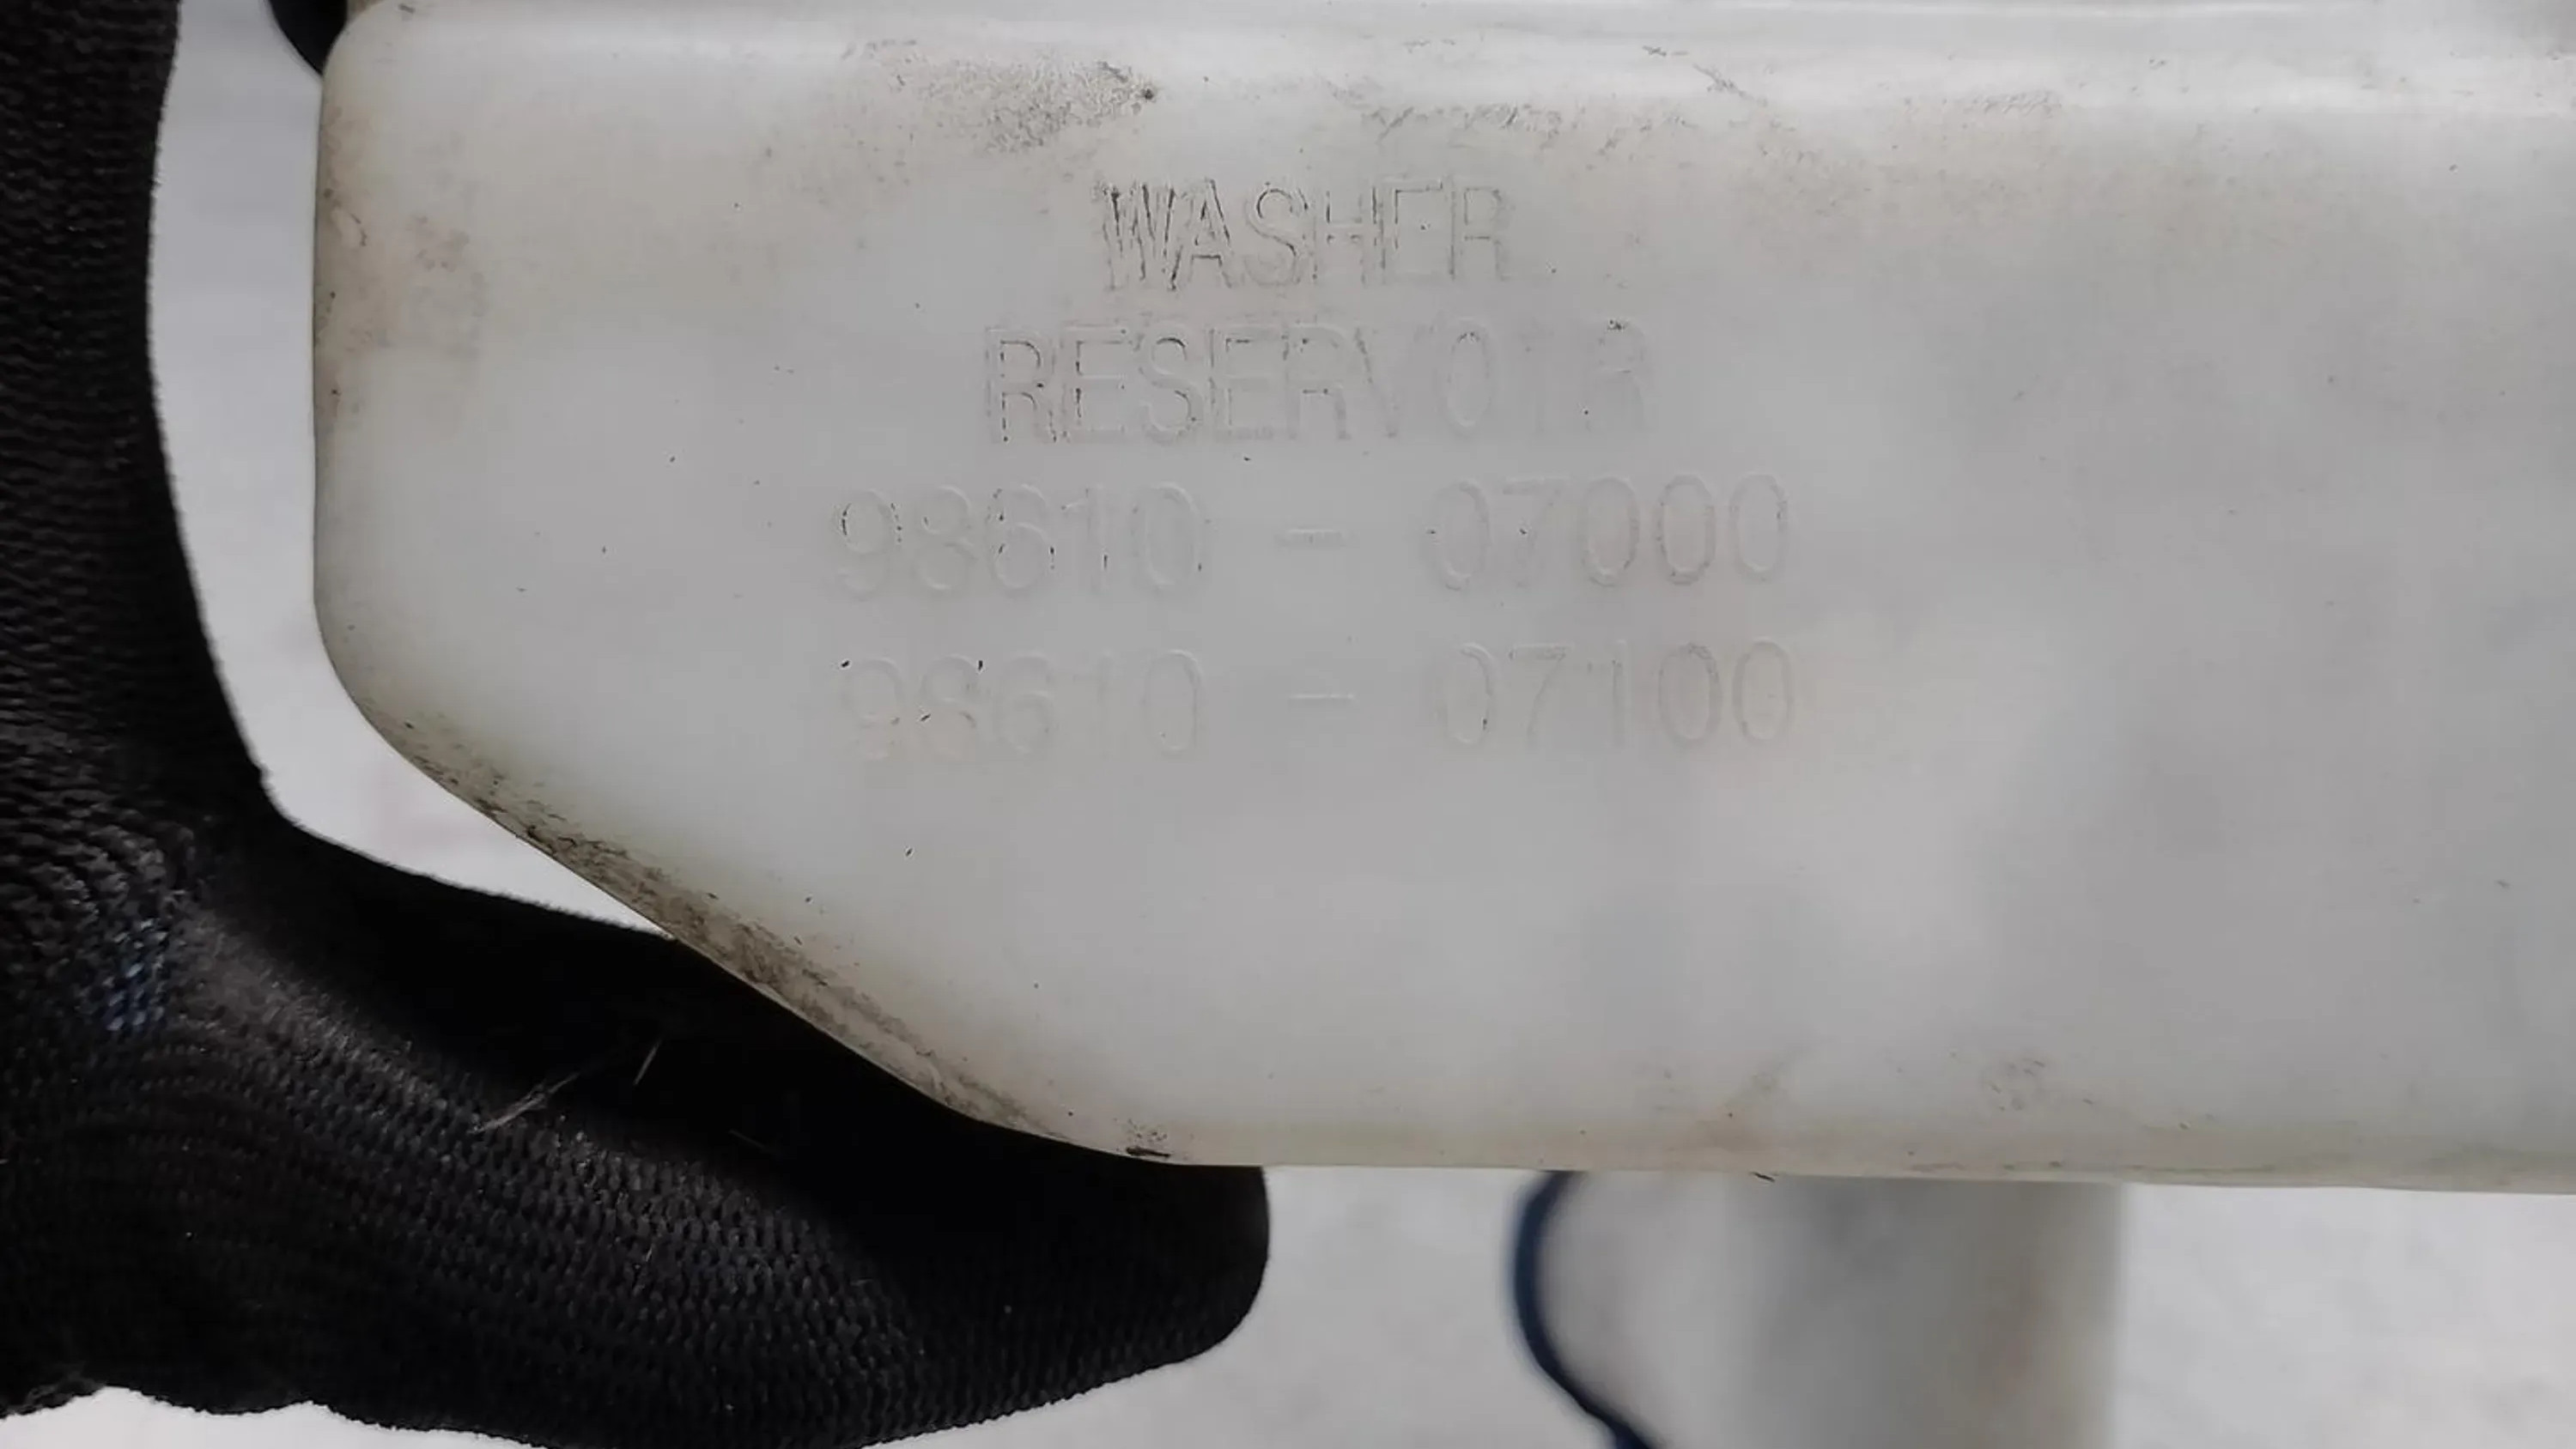 WASHER
RESERVOIR
98610 - 07000
98610 - 07100